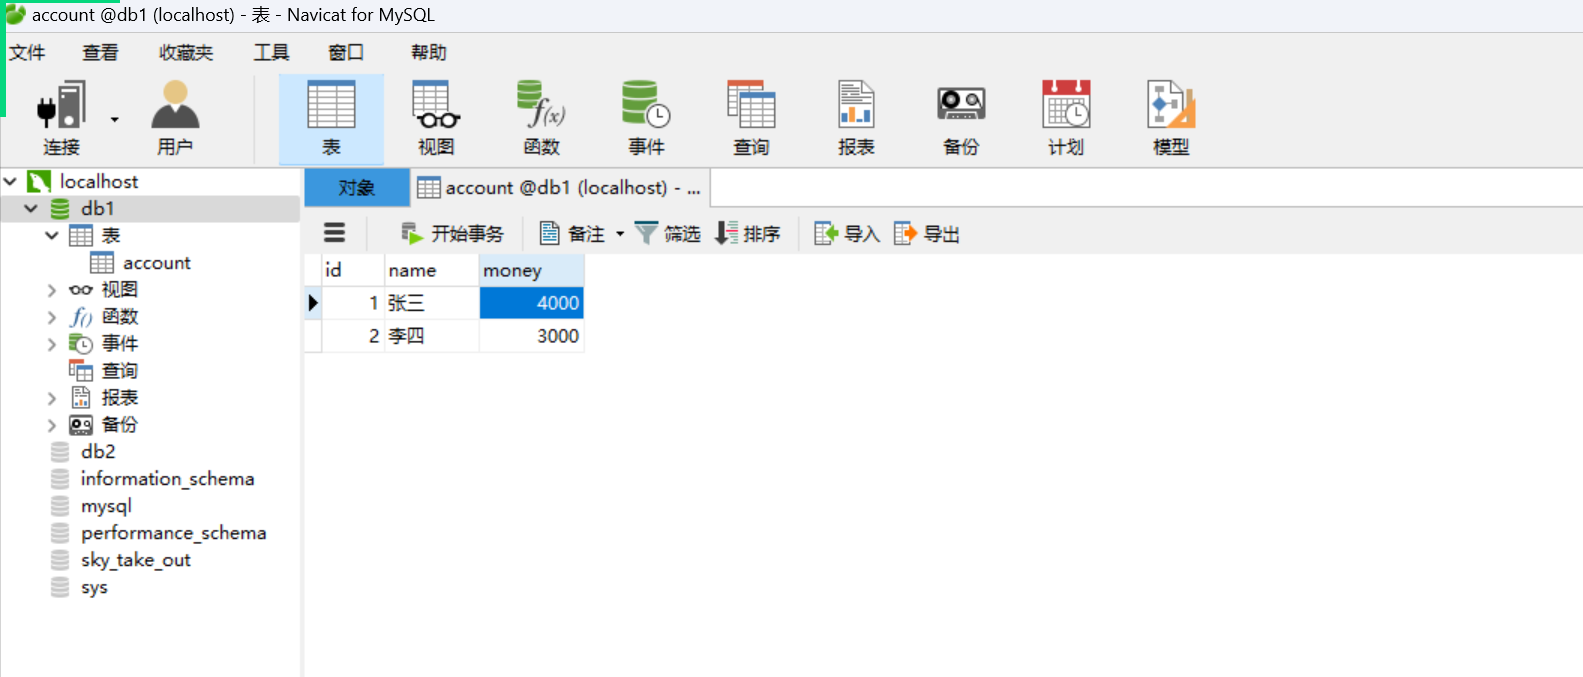 account @db1 (localhost) - 表 - Navicat for MySQL
文件 查看 收藏夹 工具 窗口 帮助
连接 用户 表 视图 函数 事件 查询 报表 备份 计划 模型
localhost
db1
表
account
视图
函数
事件
查询
报表
备份
db2
information_schema
mysql
performance_schema
sky_take_out
sys
对象 account @db1 (localhost) - ...
开始事务 备注 筛选 排序 导入 导出
id name money
1 张三 4000
2 李四 3000